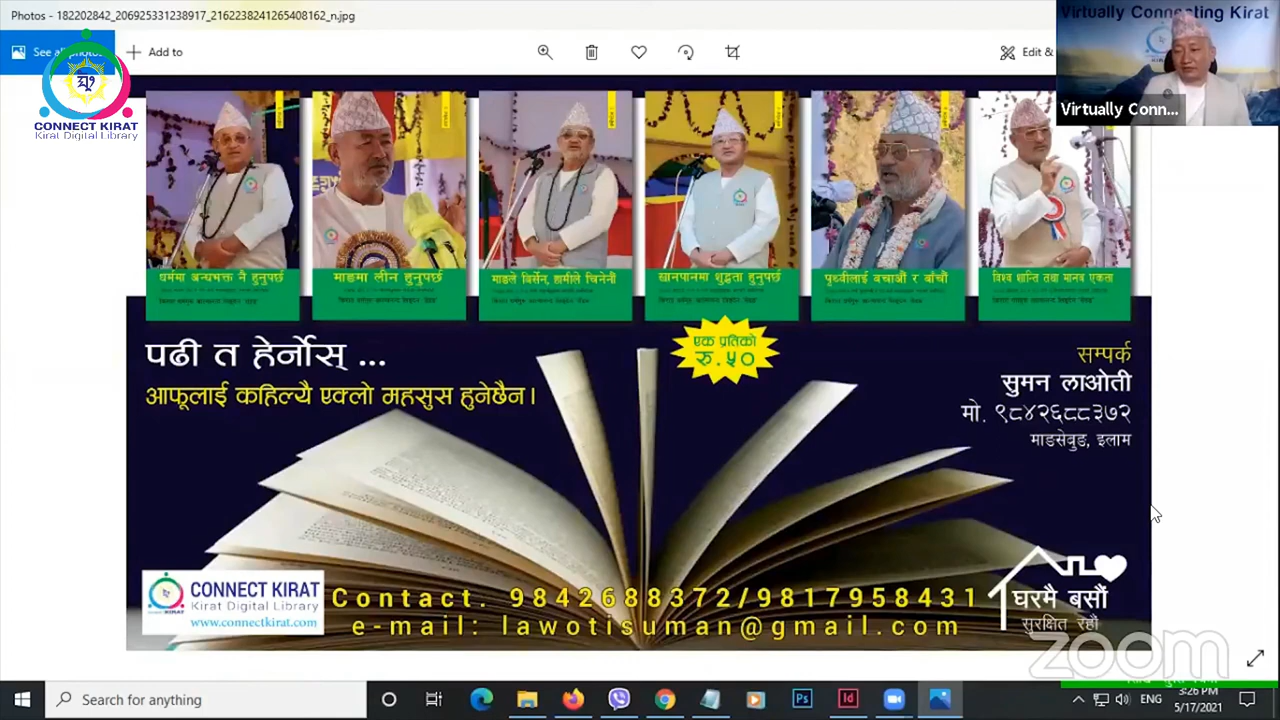 Photos - 182202842_206925331238917_2162238241265408162_n.jpg
See all photos
Add to
Edit &
Virtually Connecting Kirat
Virtually Conn...
CONNECT KIRAT
Kirat Digital Library
धर्ममा अन्धभक्त नै हुनुपर्छ
माङमा लीन हुनुपर्छ
माङले बिर्सेन, हामीले चिनेनौं
खानपानमा शुद्धता हुनुपर्छ
पृथ्वीलाई बचाऔं र बाँचौं
विश्व शान्ति तथा मानव एकता
पढी त हेर्नोस् ...
आफूलाई कहिल्यै एक्लो महसुस हुनेछैन।
एक प्रतिको
रु.५०
सम्पर्क
सुमन लाओती
मो. ९८४२६८८३७२
माङसेबुङ, इलाम
CONNECT KIRAT
Kirat Digital Library
www.connectkirat.com
Contact. 9842688372/9817958431
e-mail: lawotisuman@gmail.com
घरमै बसौं
सुरक्षित रहौं
zoom
Search for anything
ENG
3:26 PM
5/17/2021